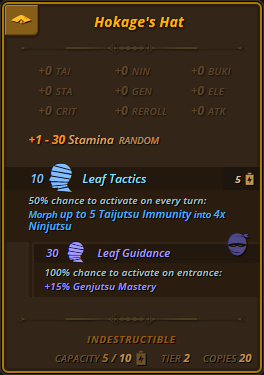 Hokage's Hat
+0 TAI +0 NIN +0 BUKI
+0 STA +0 GEN +0 ELE
+0 CRIT +0 REROLL +0 ATK
+1 - 30 Stamina RANDOM
10 Leaf Tactics 5
50% chance to activate on every turn:
Morph up to 5 Taijutsu Immunity into 4x
Ninjutsu
30 Leaf Guidance
100% chance to activate on entrance:
+15% Genjutsu Mastery
INDESTRUCTIBLE
CAPACITY 5 / 10 TIER 2 COPIES 20